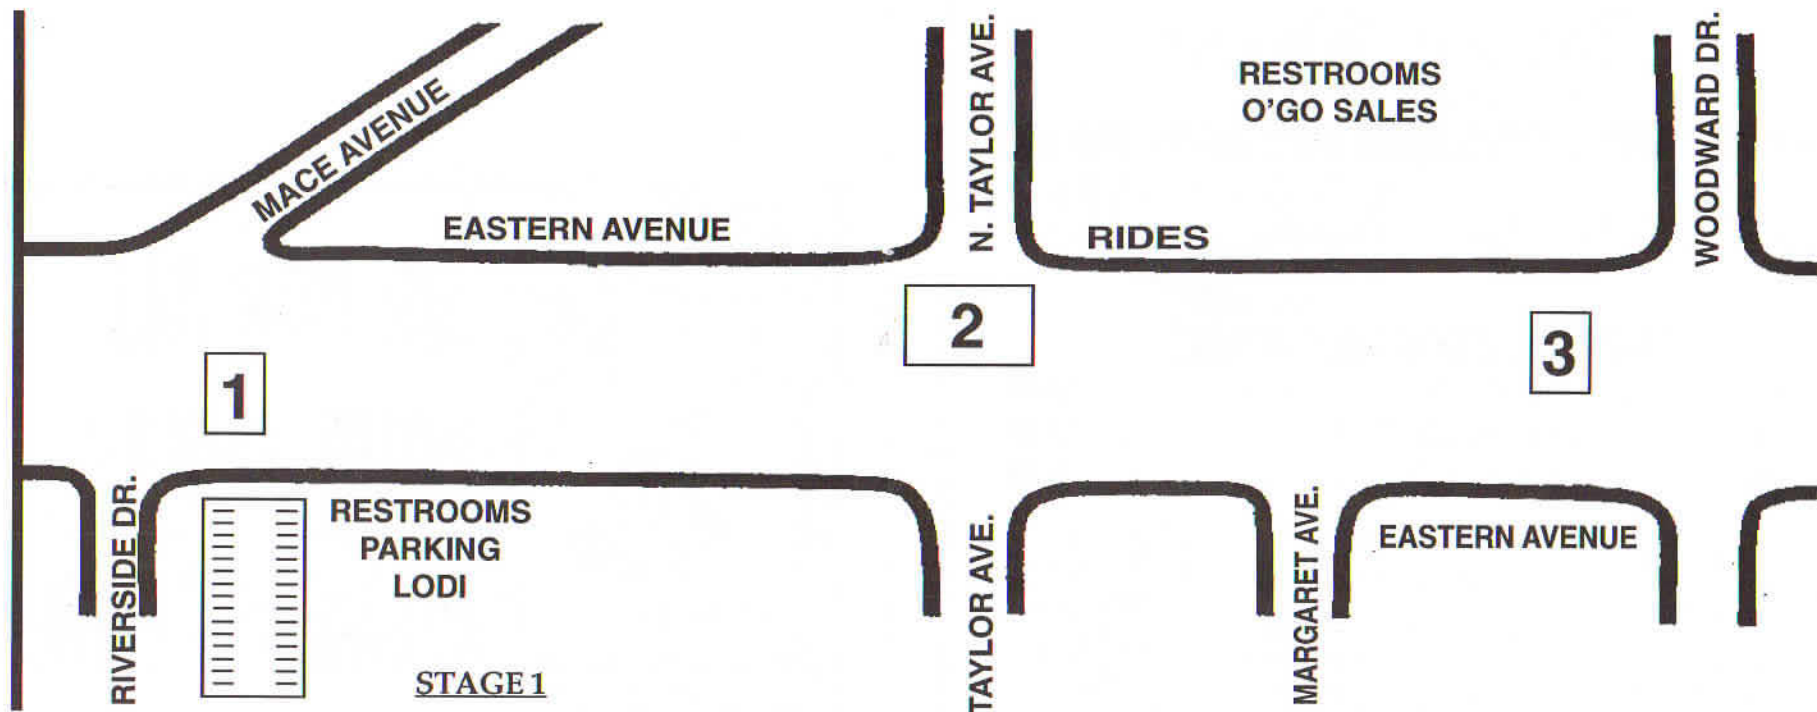 MACE AVENUE
EASTERN AVENUE
N. TAYLOR AVE.
RESTROOMS
O'GO SALES
RIDES
WOODWARD DR.
1
2
3
RIVERSIDE DR.
RESTROOMS
PARKING
LODI
STAGE 1
TAYLOR AVE.
MARGARET AVE.
EASTERN AVENUE